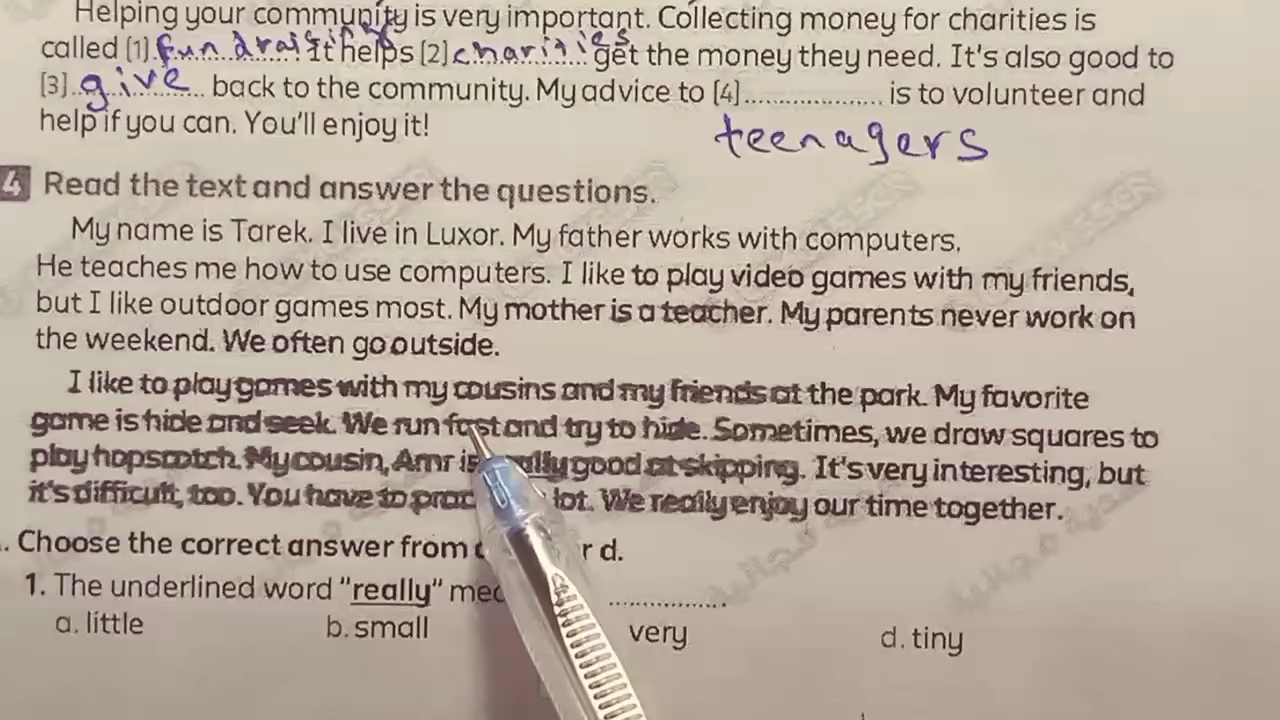 Helping your community is very important. Collecting money for charities is
called [1] fundraising. It helps [2] charities get the money they need. It's also good to
[3] give back to the community. My advice to [4].................... is to volunteer and
help if you can. You'll enjoy it!
teenagers
4 Read the text and answer the questions.
My name is Tarek. I live in Luxor. My father works with computers.
He teaches me how to use computers. I like to play video games with my friends,
but I like outdoor games most. My mother is a teacher. My parents never work on
the weekend. We often go outside.
I like to play games with my cousins and my friends at the park. My favorite
game is hide and seek. We run fast and try to hide. Sometimes, we draw squares to
play hopscotch. My cousin, Amr is really good at skipping. It's very interesting, but
it's difficult, too. You have to lot. We really enjoy our time together.
. Choose the correct answer from r d.
1. The underlined word "really" ................
a. little b. small very d. tiny